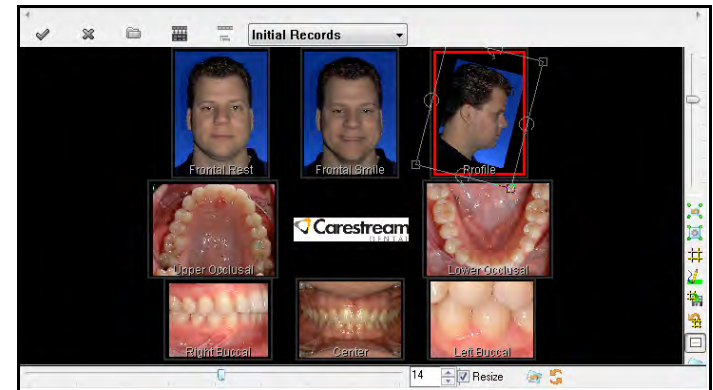 Initial Records
Frontal Rest
Frontal Smile
Profile
Upper Occlusal
Carestream
DENTAL
Lower Occlusal
Right Buccal
Center
Left Buccal
14
Resize